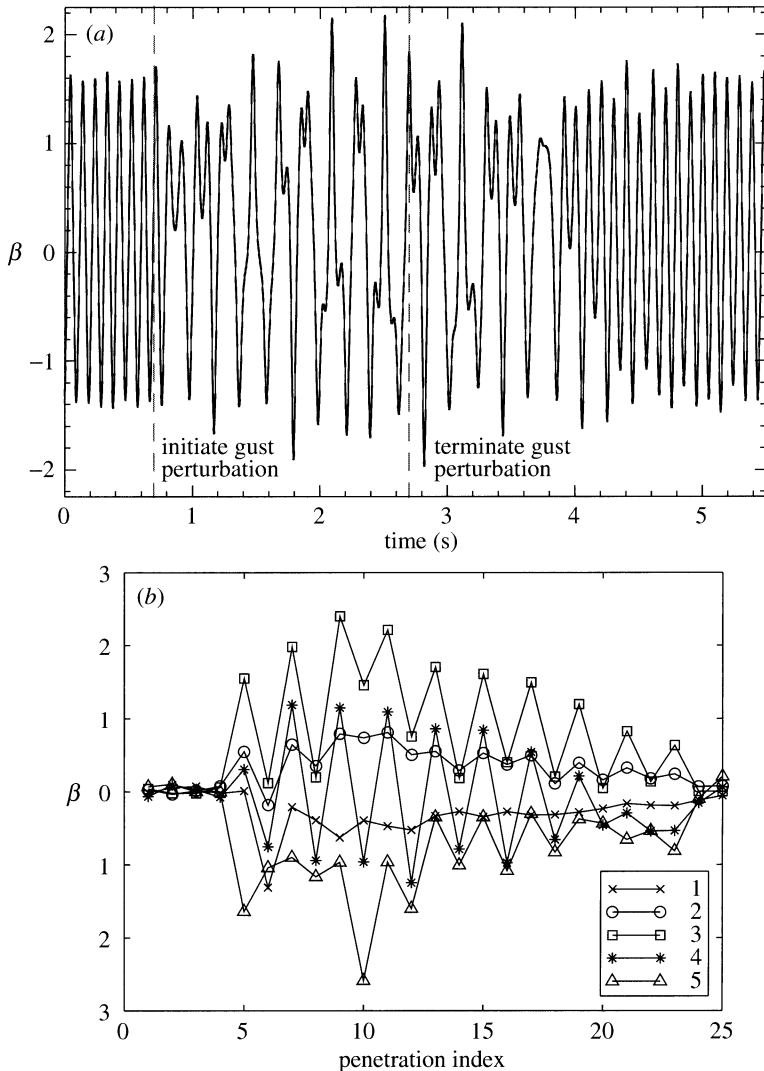 (a)
2
1
β
0
−1
−2
initiate gust
perturbation
terminate gust
perturbation
0
1
2
3
4
5
time (s)
3
(b)
2
1
β
0
1
2
3
1
2
3
4
5
0
5
10
15
20
25
penetration index